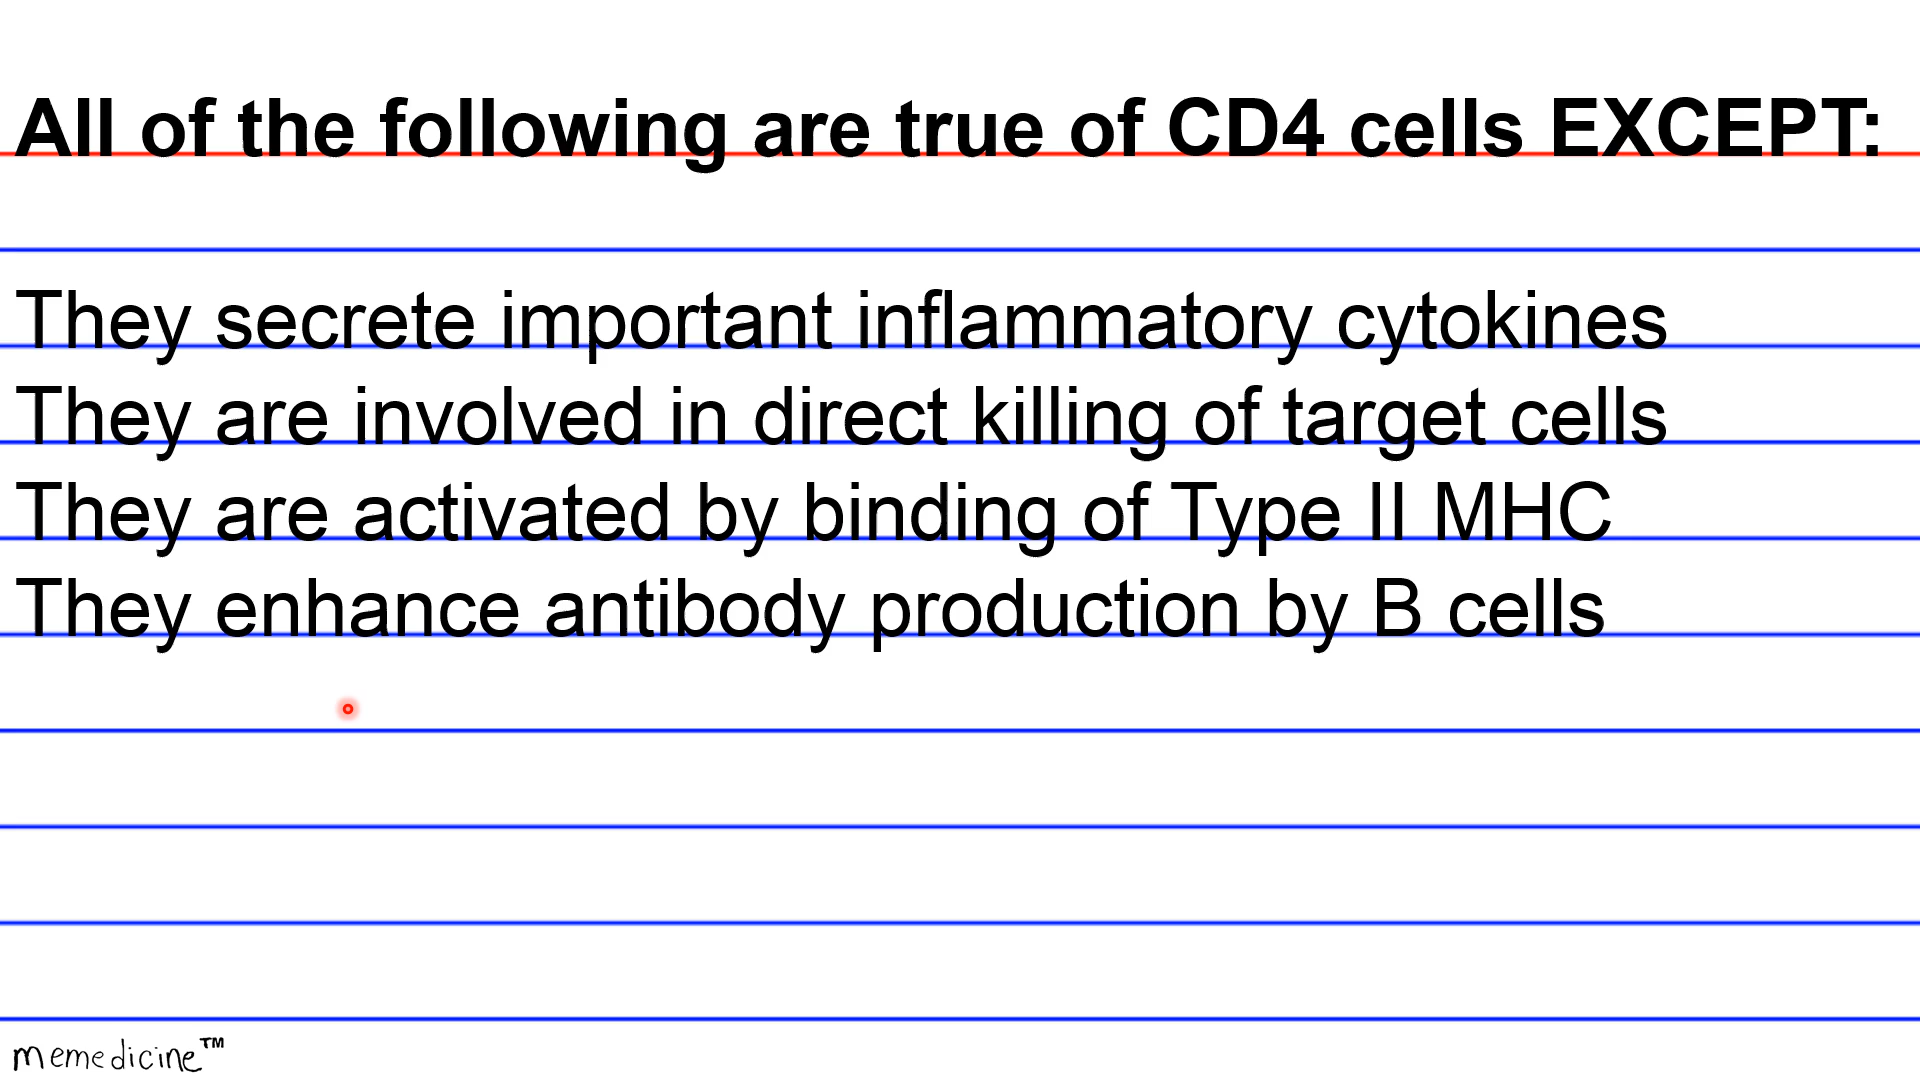 All of the following are true of CD4 cells EXCEPT:
They secrete important inflammatory cytokines
They are involved in direct killing of target cells
They are activated by binding of Type II MHC
They enhance antibody production by B cells
memedicine™